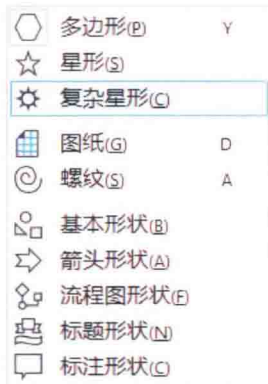 多边形(P) Y
星形(S)
复杂星形(C)
图纸(G) D
螺纹(S) A
基本形状(B)
箭头形状(A)
流程图形状(F)
标题形状(N)
标注形状(C)